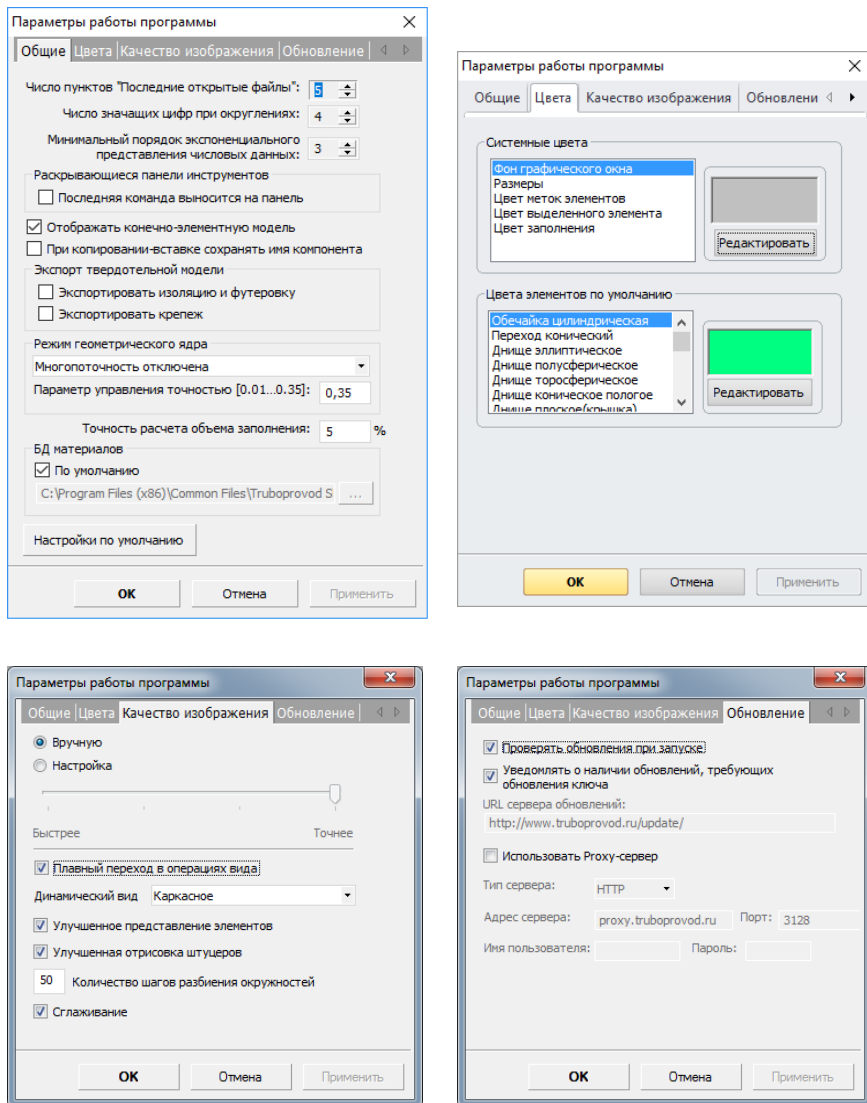 Параметры работы программы
Общие Цвета Качество изображения Обновление
Число пунктов "Последние открытые файлы": 5
Число значащих цифр при округлениях: 4
Минимальный порядок экспоненциального
представления числовых данных: 3
Раскрывающиеся панели инструментов
Последняя команда выносится на панель
Отображать конечно-элементную модель
При копировании-вставке сохранять имя компонента
Экспорт твердотельной модели
Экспортировать изоляцию и футеровку
Экспортировать крепеж
Режим геометрического ядра
Многопоточность отключена
Параметр управления точностью [0.01...0.35]: 0,35
Точность расчета объема заполнения: 5 %
БД материалов
По умолчанию
C:\Program Files (x86)\Common Files\Truboprovod S ...
Настройки по умолчанию
ОК Отмена Применить
Параметры работы программы
Общие Цвета Качество изображения Обновлени
Системные цвета
Фон графического окна
Размеры
Цвет меток элементов
Цвет выделенного элемента
Цвет заполнения
Редактировать
Цвета элементов по умолчанию
Обечайка цилиндрическая
Переход конический
Днище эллиптическое
Днище полусферическое
Днище торосферическое
Днище коническое пологое
Днище плоское(крышка)
Редактировать
ОК Отмена Применить
Параметры работы программы
Общие Цвета Качество изображения Обновление
Вручную
Настройка
Быстрее Точнее
Плавный переход в операциях вида
Динамический вид Каркасное
Улучшенное представление элементов
Улучшенная отрисовка штуцеров
50 Количество шагов разбиения окружностей
Сглаживание
ОК Отмена Применить
Параметры работы программы
Общие Цвета Качество изображения Обновление
Проверять обновления при запуске
Уведомлять о наличии обновлений, требующих
обновления ключа
URL сервера обновлений:
http://www.truboprovod.ru/update/
Использовать Proxy-сервер
Тип сервера: HTTP
Адрес сервера: proxy.truboprovod.ru Порт: 3128
Имя пользователя: Пароль:
ОК Отмена Применить